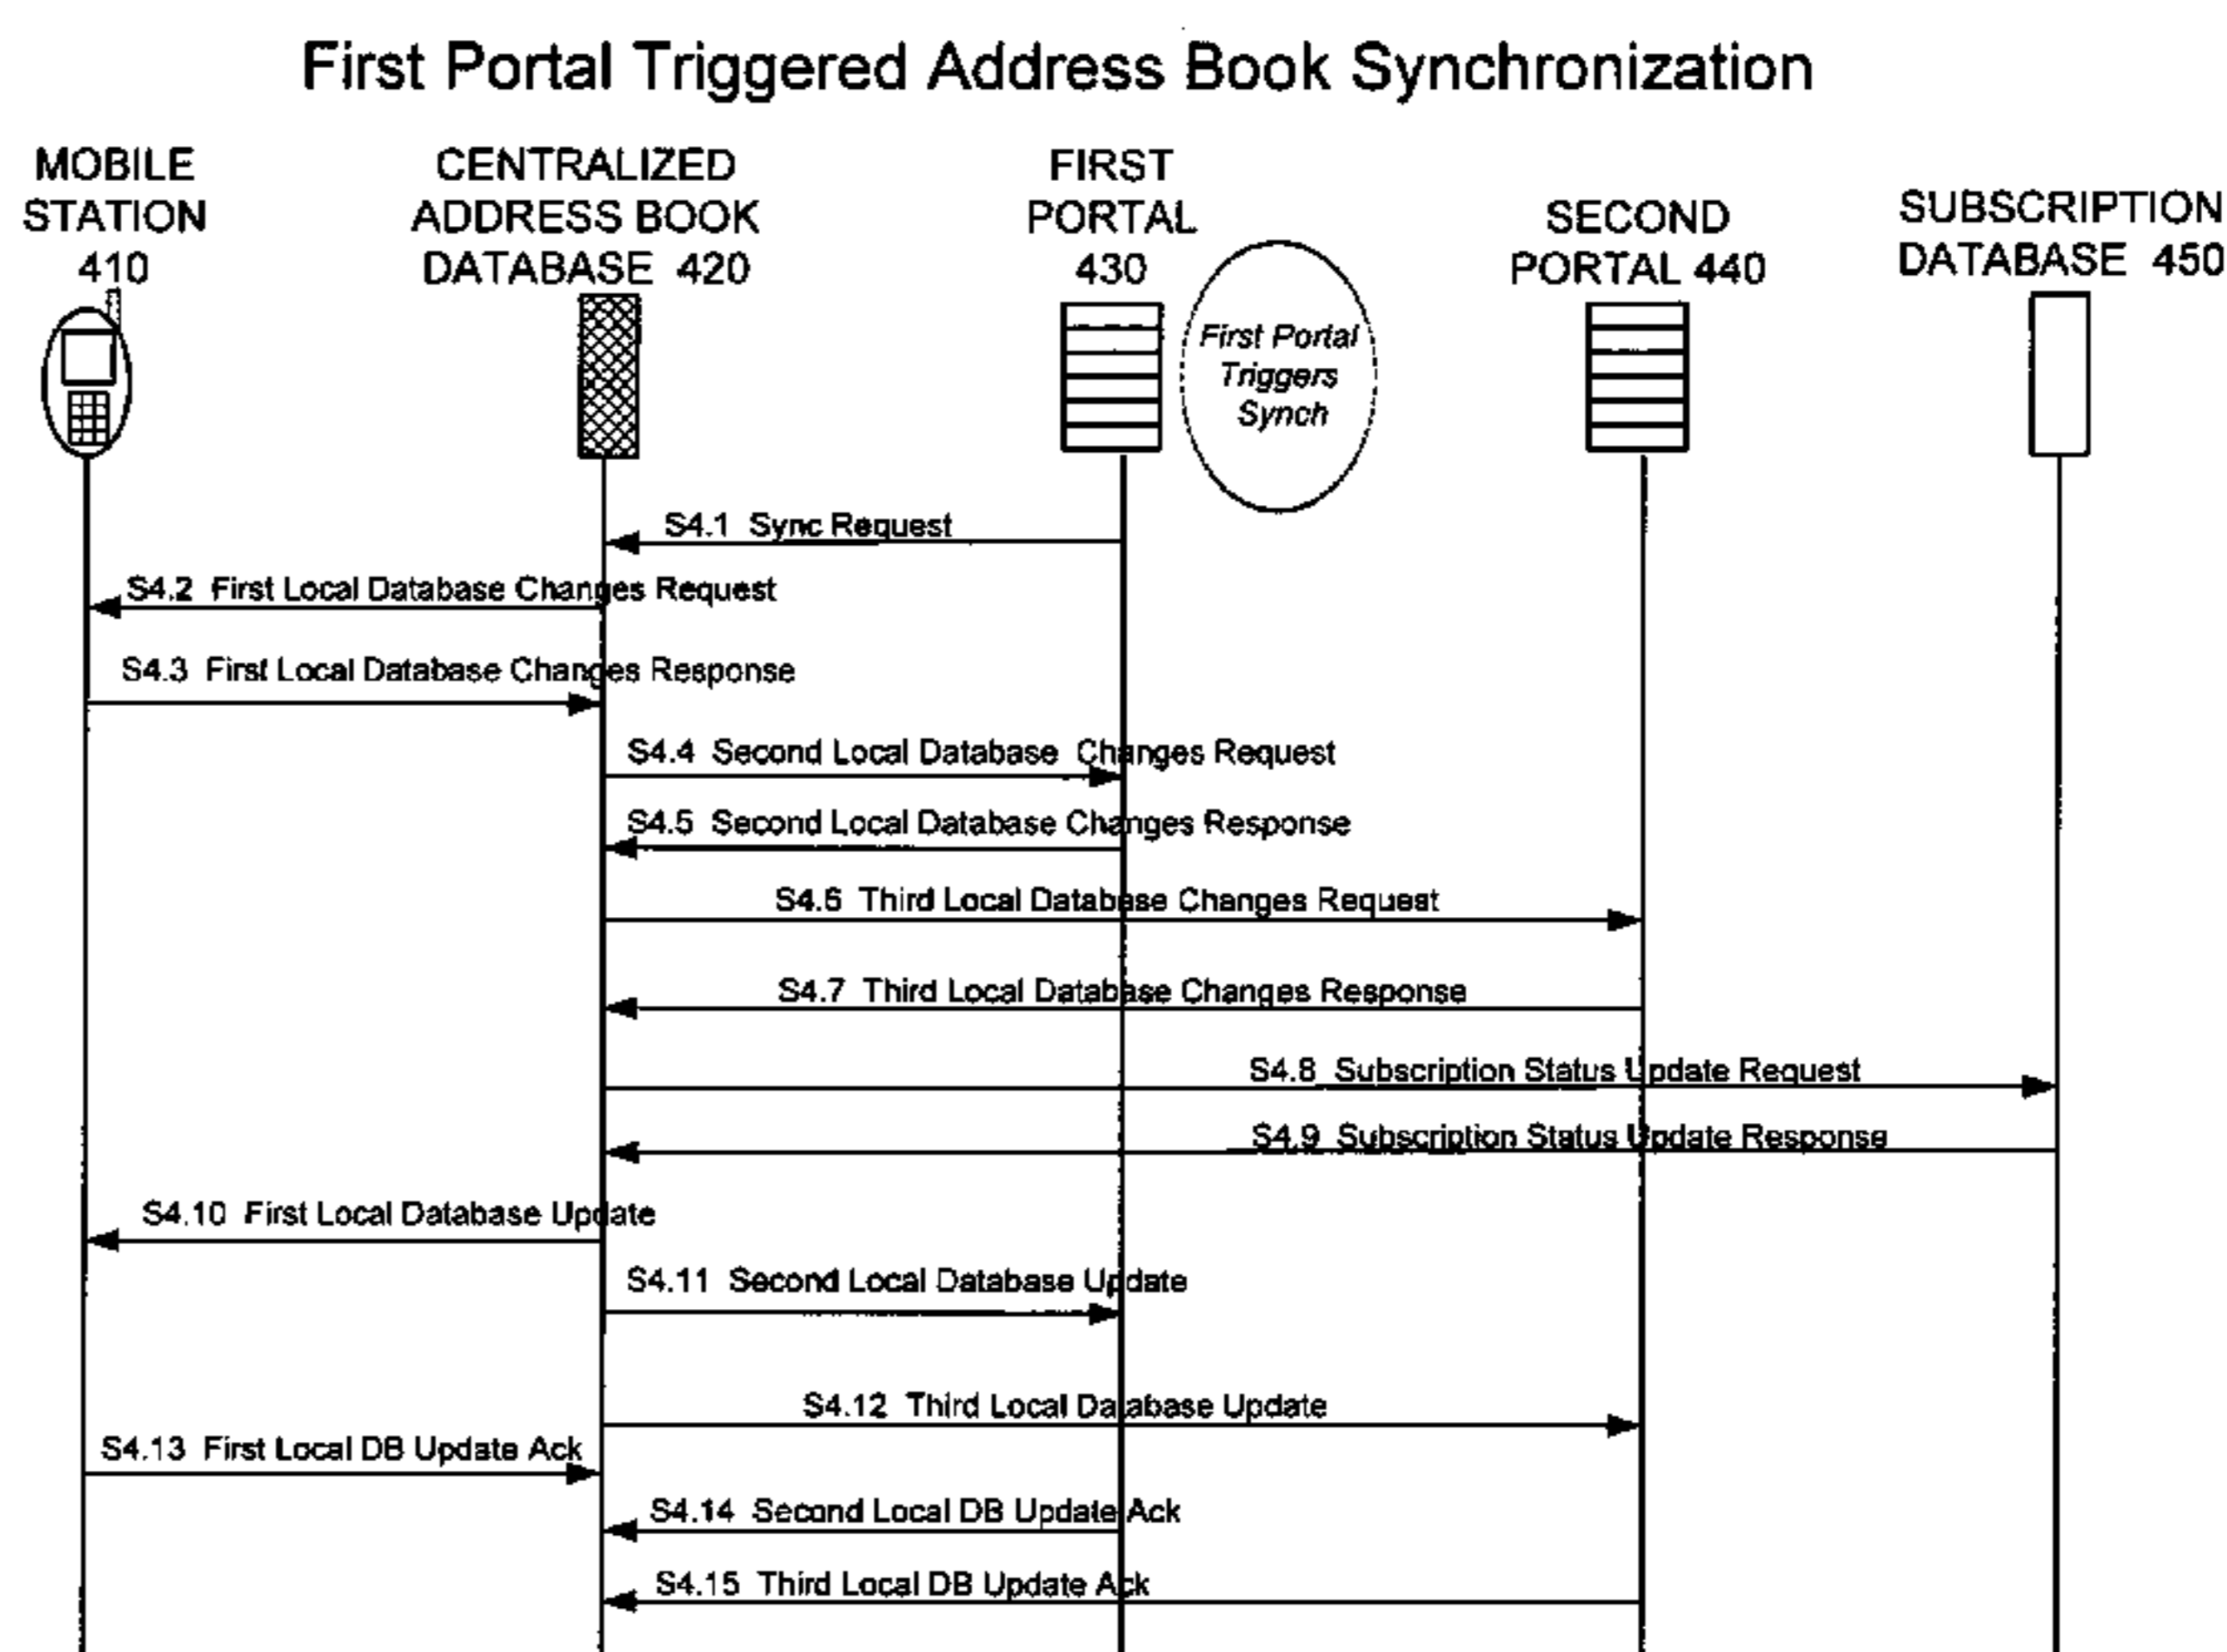 First Portal Triggered Address Book Synchronization
MOBILE
STATION
410
CENTRALIZED
ADDRESS BOOK
DATABASE 420
FIRST
PORTAL
430
SECOND
PORTAL 440
SUBSCRIPTION
DATABASE 450
First Portal
Triggers
Synch
S4.1 Sync Request
S4.2 First Local Database Changes Request
S4.3 First Local Database Changes Response
S4.4 Second Local Database Changes Request
S4.5 Second Local Database Changes Response
S4.6 Third Local Database Changes Request
S4.7 Third Local Database Changes Response
S4.8 Subscription Status Update Request
S4.9 Subscription Status Update Response
S4.10 First Local Database Update
S4.11 Second Local Database Update
S4.12 Third Local Database Update
S4.13 First Local DB Update Ack
S4.14 Second Local DB Update Ack
S4.15 Third Local DB Update Ack